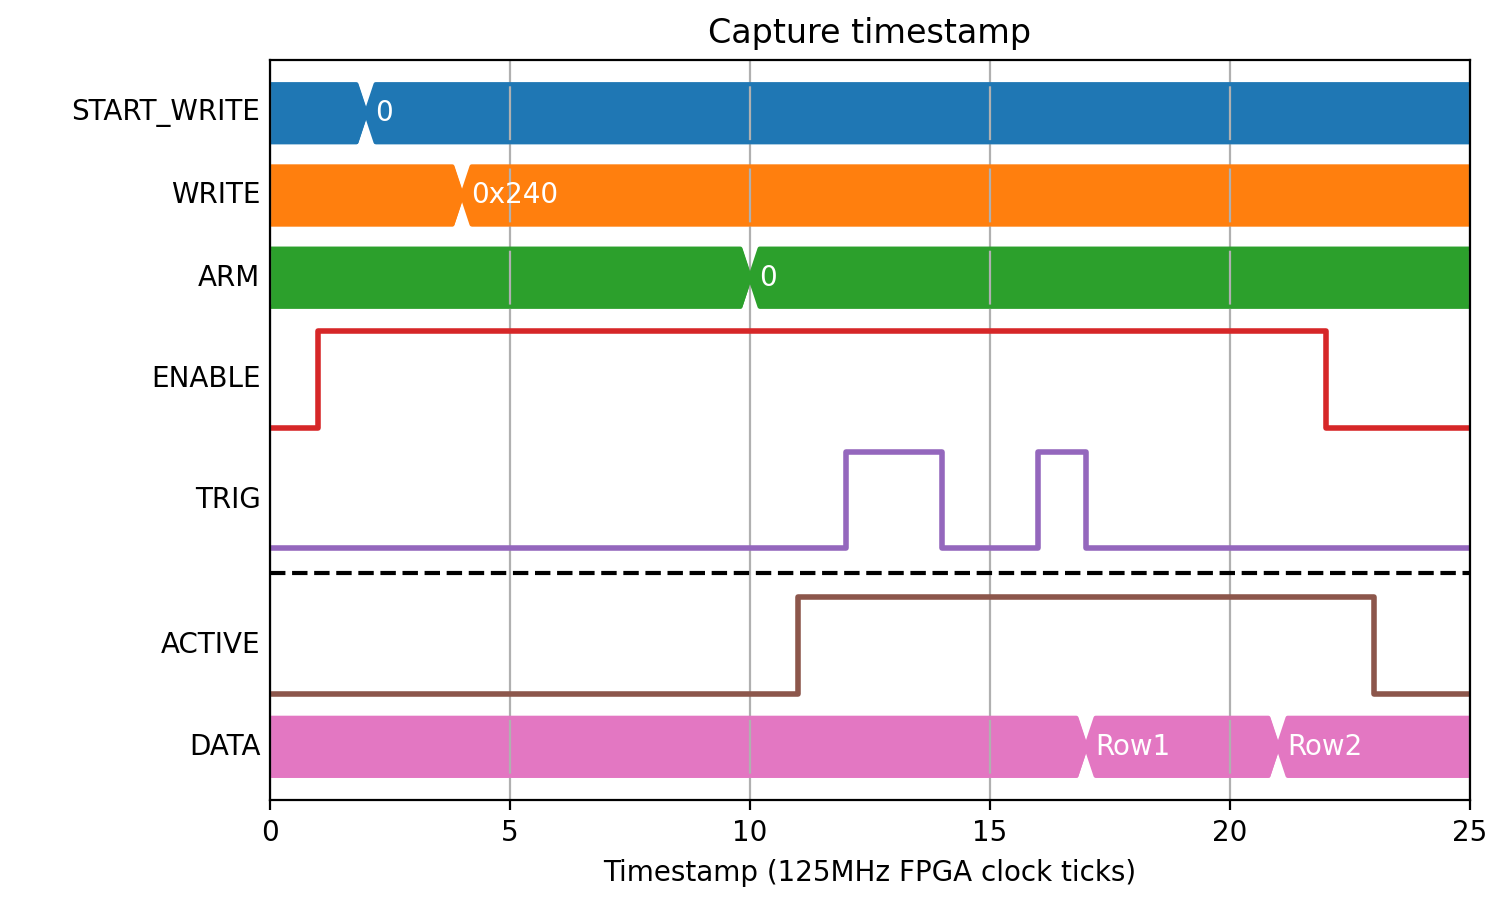 Capture timestamp
START_WRITE 0
WRITE 0x240
ARM 0
ENABLE
TRIG
ACTIVE
DATA Row1 Row2
0 5 10 15 20 25
Timestamp (125MHz FPGA clock ticks)